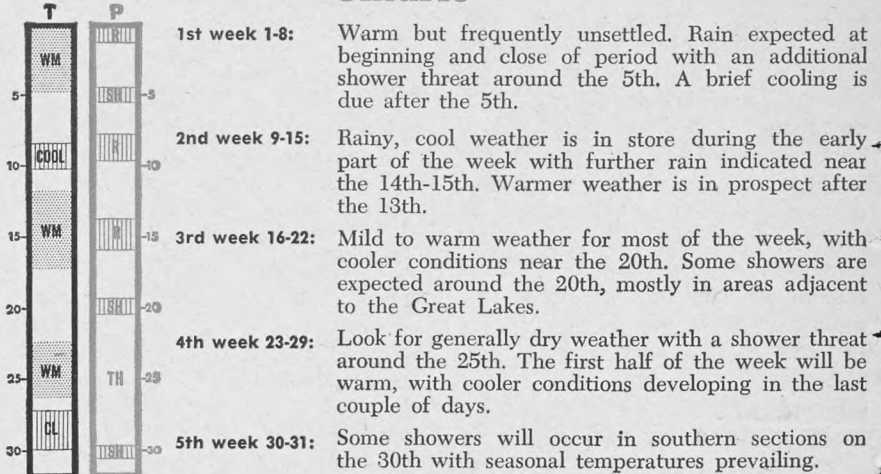 T P
WM
5
COOL
10
WM
15
20
WM
25
CL
30
R
SH -5
R
-10
R -15
SH -20
TH -25
SH -30
1st week 1-8: Warm but frequently unsettled. Rain expected at
beginning and close of period with an additional
shower threat around the 5th. A brief cooling is
due after the 5th.
2nd week 9-15: Rainy, cool weather is in store during the early
part of the week with further rain indicated near
the 14th-15th. Warmer weather is in prospect after
the 13th.
3rd week 16-22: Mild to warm weather for most of the week, with
cooler conditions near the 20th. Some showers are
expected around the 20th, mostly in areas adjacent
to the Great Lakes.
4th week 23-29: Look for generally dry weather with a shower threat
around the 25th. The first half of the week will be
warm, with cooler conditions developing in the last
couple of days.
5th week 30-31: Some showers will occur in southern sections on
the 30th with seasonal temperatures prevailing.